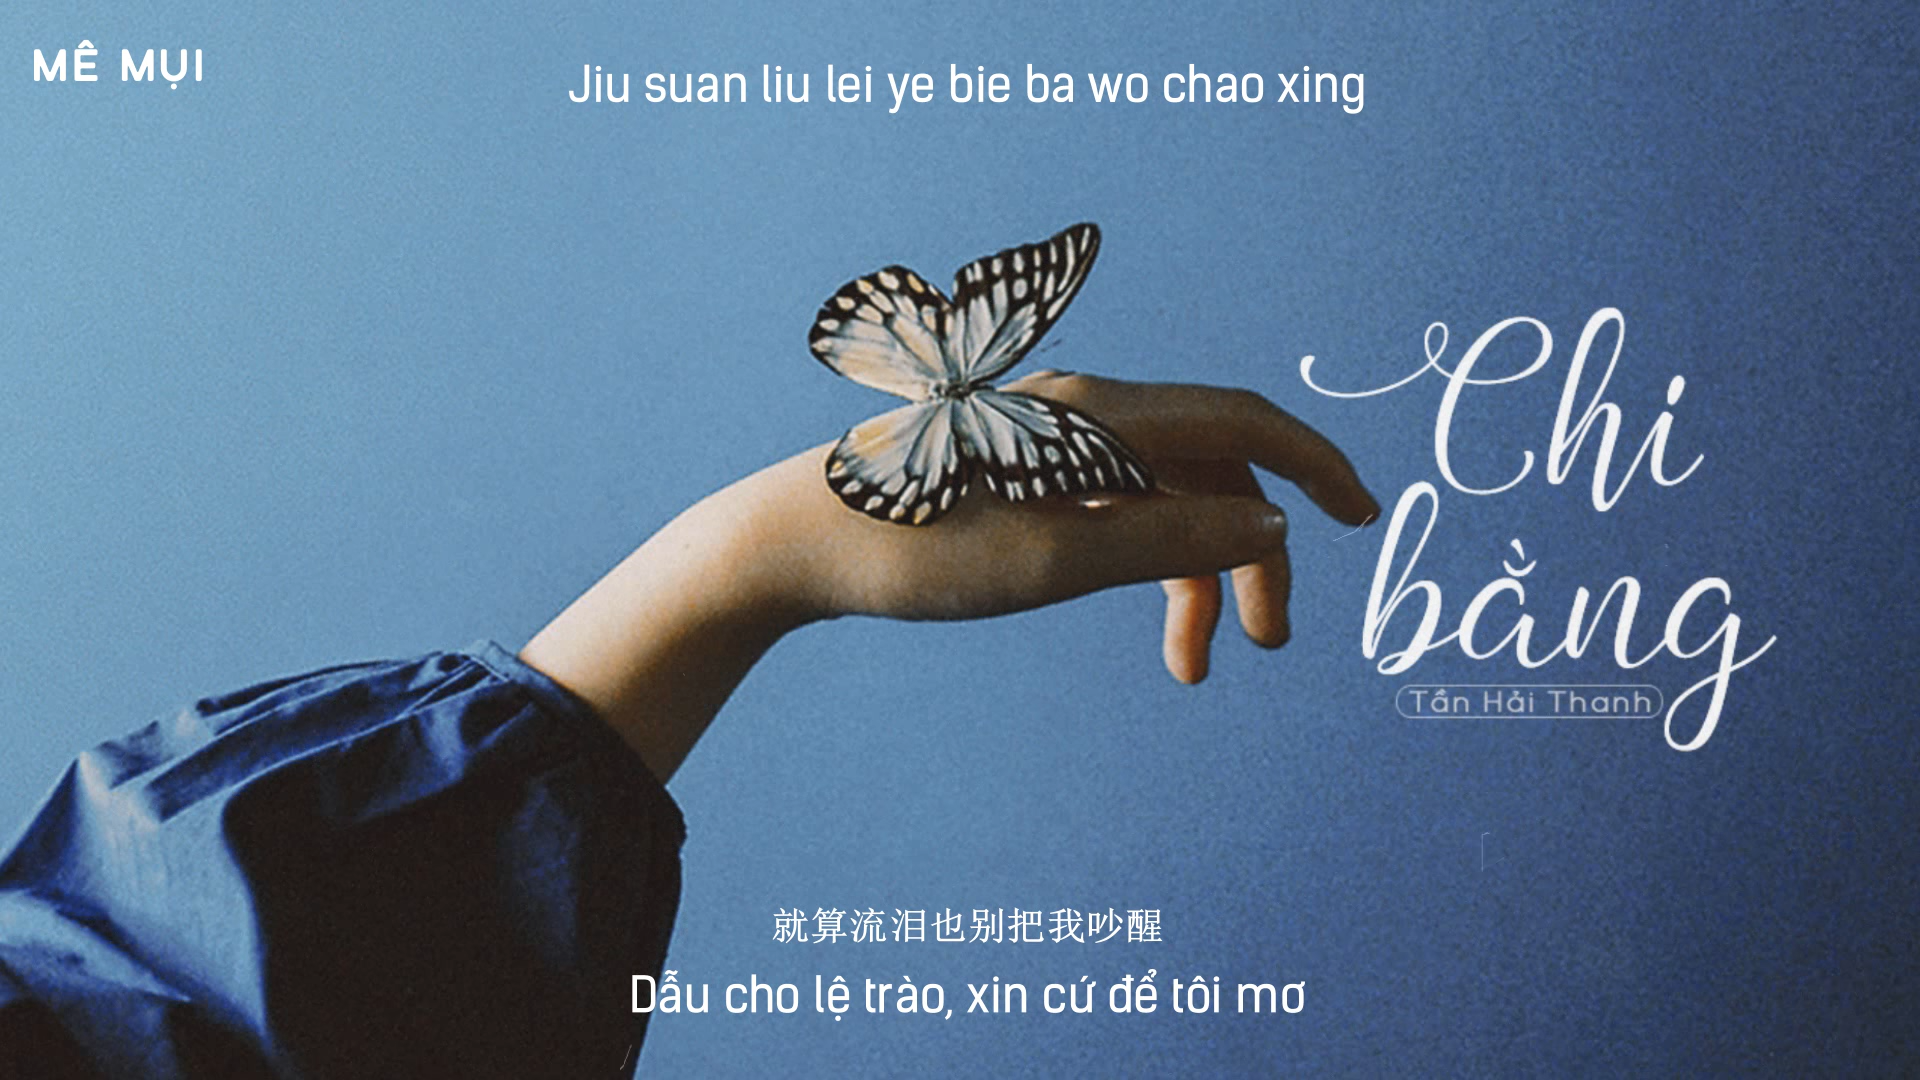 MÊ MỤI
Jiu suan liu lei ye bie ba wo chao xing
Chi
bằng
Tần Hải Thanh
就算流泪也别把我吵醒
Dẫu cho lệ trào, xin cứ để tôi mơ